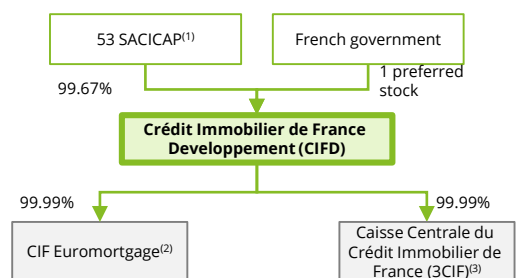 53 SACICAP(1)
French government
99.67%
1 preferred
stock
Crédit Immobilier de France
Developpement (CIFD)
99.99%
99.99%
CIF Euromortgage(2)
Caisse Centrale du
Crédit Immobilier de
France (3CIF)(3)